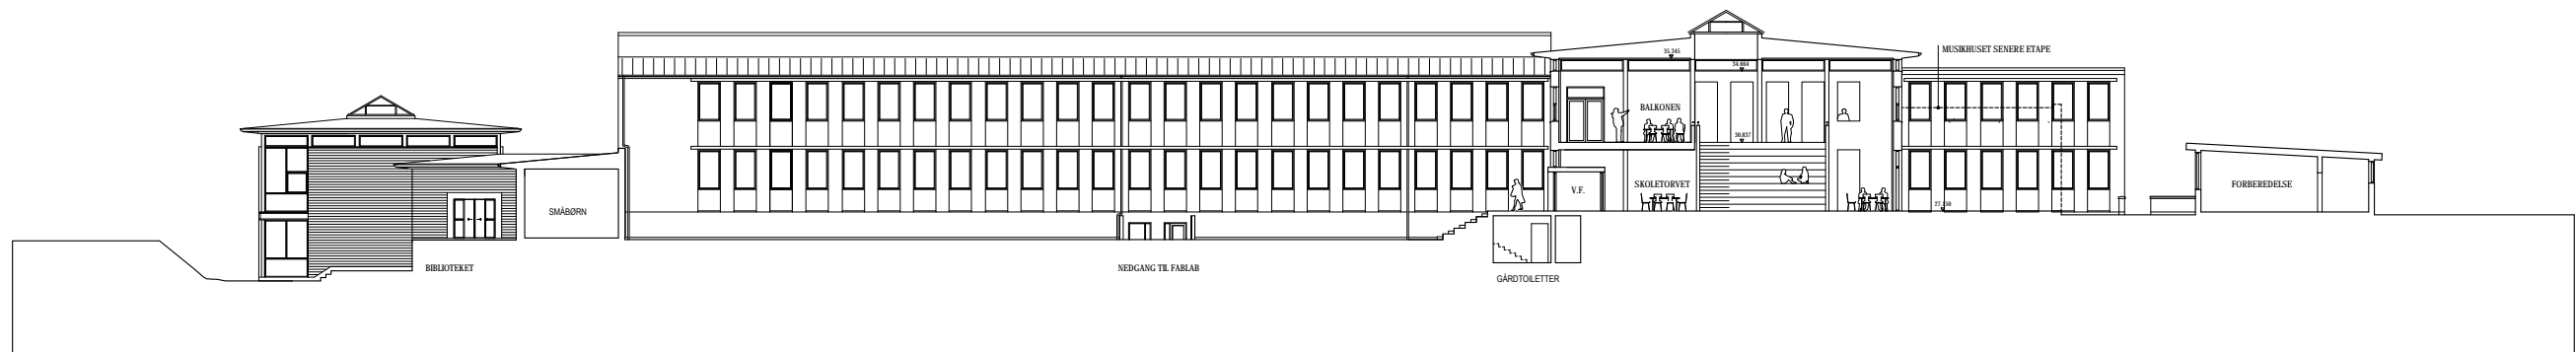 MUSIKHUSET SENERE ETAPE
35.345
34.664
BALKONEN
30.837
V.F.
SKOLETORVET
FORBEREDELSE
27.150
SMÅBØRN
BIBLIOTEKET
NEDGANG TIL FABLAB
GÅRDTOILETTER